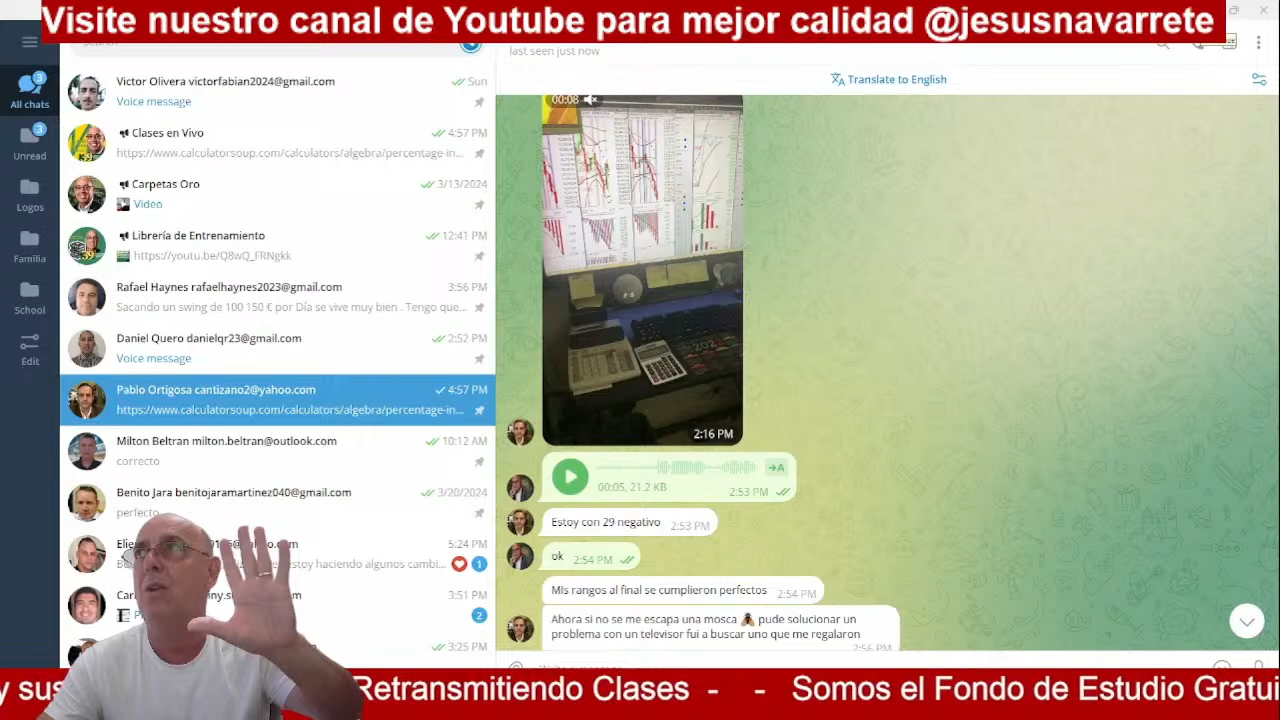 Visite nuestro canal de Youtube para mejor calidad @jesusnavarrete
last seen just now
Translate to English
All chats
3
Unread
3
Logos
Familia
School
Edit
Victor Olivera victorfabian2024@gmail.com
Sun
Voice message
Clases en Vivo
4:57 PM
https://www.calculatorsoup.com/calculators/algebra/percentage-in...
Carpetas Oro
3/13/2024
Video
Librería de Entrenamiento
12:41 PM
https://youtu.be/Q8wQ_FRNgkk
Rafael Haynes rafaelhaynes2023@gmail.com
3:56 PM
Sacando un swing de 100 150 € por Día se vive muy bien . Tengo que...
Daniel Quero danielqr23@gmail.com
2:52 PM
Voice message
Pablo Ortigosa cantizano2@yahoo.com
4:57 PM
https://www.calculatorsoup.com/calculators/algebra/percentage-in...
Milton Beltran milton.beltran@outlook.com
10:12 AM
correcto
Benito Jara benitojaramartinez040@gmail.com
3/20/2024
perfecto
5:24 PM
estoy haciendo algunos cambi...
1
3:51 PM
2
3:25 PM
00:08
2:16 PM
00:05, 21.2 KB
2:53 PM
→A
Estoy con 29 negativo 2:53 PM
ok 2:54 PM
MIs rangos al final se cumplieron perfectos 2:54 PM
Ahora si no se me escapa una mosca 🪰 pude solucionar un
problema con un televisor fui a buscar uno que me regalaron
2:56 PM
y sus Retransmitiendo Clases - - Somos el Fondo de Estudio Gratui